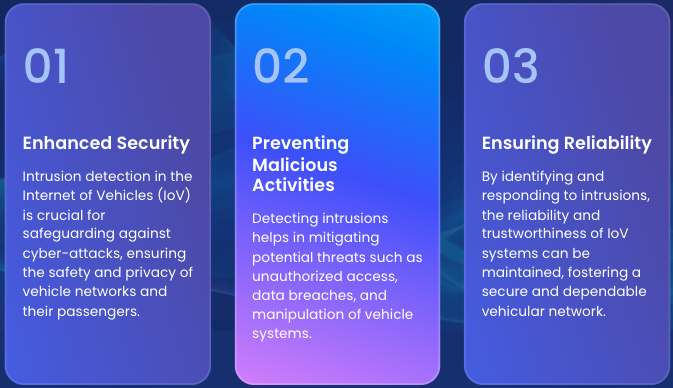 01
Enhanced Security
Intrusion detection in the
Internet of Vehicles (IoV)
is crucial for
safeguarding against
cyber-attacks, ensuring
the safety and privacy of
vehicle networks and
their passengers.
02
Preventing
Malicious
Activities
Detecting intrusions
helps in mitigating
potential threats such as
unauthorized access,
data breaches, and
manipulation of vehicle
systems.
03
Ensuring Reliability
By identifying and
responding to intrusions,
the reliability and
trustworthiness of IoV
systems can be
maintained, fostering a
secure and dependable
vehicular network.